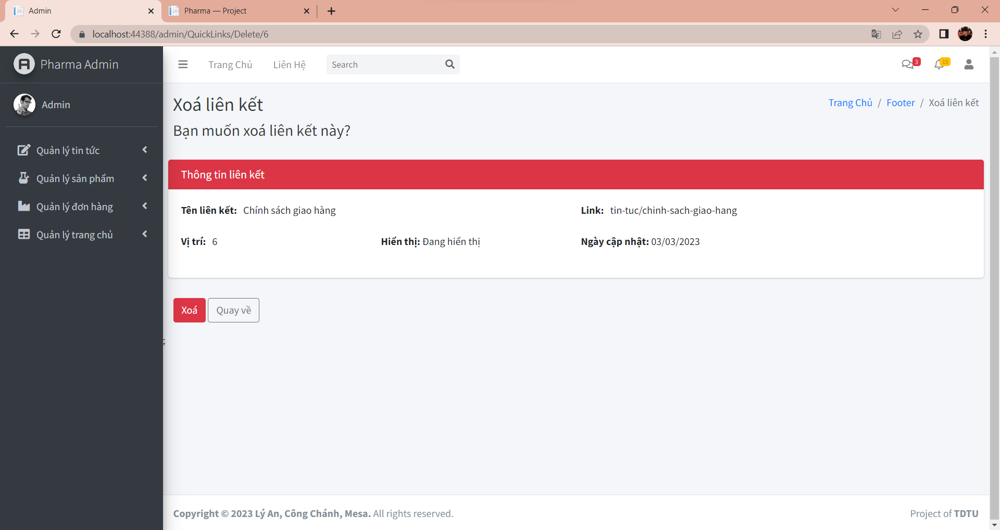 Admin
Pharma — Project
localhost:44388/admin/QuickLinks/Delete/6
Pharma Admin
Trang Chủ
Liên Hệ
Search
3
15
Admin
Quản lý tin tức
Quản lý sản phẩm
Quản lý đơn hàng
Quản lý trang chủ
Xoá liên kết
Trang Chủ / Footer / Xoá liên kết
Bạn muốn xoá liên kết này?
Thông tin liên kết
Tên liên kết: Chính sách giao hàng
Link: tin-tuc/chinh-sach-giao-hang
Vị trí: 6
Hiển thị: Đang hiển thị
Ngày cập nhật: 03/03/2023
Xoá
Quay về
;
Copyright © 2023 Lý An, Công Chánh, Mesa. All rights reserved.
Project of TDTU